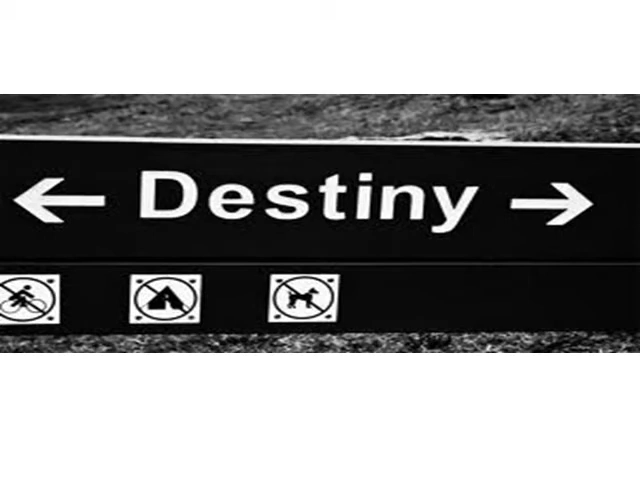 ← Destiny →